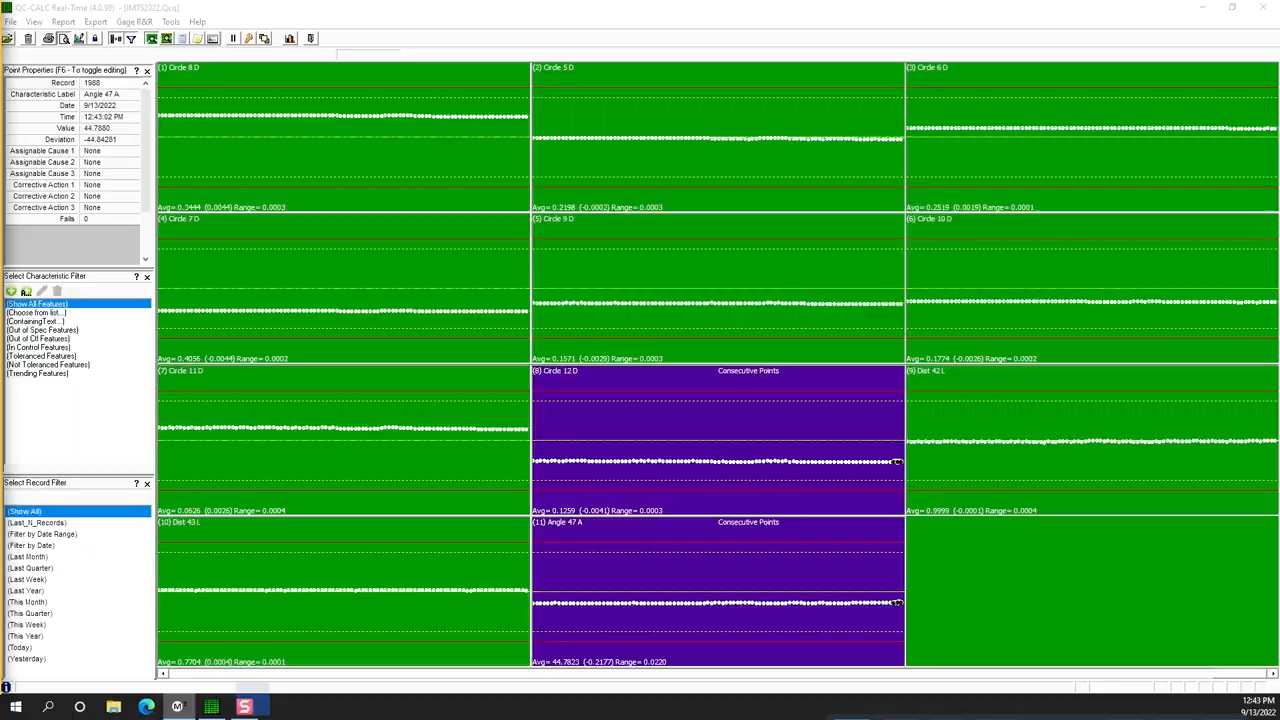 QC-CALC Real-Time (4.0.98) - [IMTS2022.Qcq]
File View Report Export Gage R&R Tools Help
Point Properties (F6 - To toggle editing) ? ×
Record 1988
Characteristic Label Angle 47 A
Date 9/13/2022
Time 12:43:02 PM
Value 44.7880
Deviation -44.84281
Assignable Cause 1 None
Assignable Cause 2 None
Assignable Cause 3 None
Corrective Action 1 None
Corrective Action 2 None
Corrective Action 3 None
Fails 0
Select Characteristic Filter ? ×
(Show All Features)
(Choose from list...)
(ContainingText...)
(Out of Spec Features)
(Out of Ctl Features)
(In Control Features)
(Toleranced Features)
(Not Toleranced Features)
(Trending Features)
Select Record Filter ? ×
(Show All)
(Last_N_Records)
(Filter by Date Range)
(Filter by Date)
(Last Month)
(Last Quarter)
(Last Week)
(Last Year)
(This Month)
(This Quarter)
(This Week)
(This Year)
(Today)
(Yesterday)
(1) Circle 8 D
Avg= 0.3444 (0.0044) Range= 0.0003
(2) Circle 5 D
Avg= 0.2198 (-0.0002) Range= 0.0003
(3) Circle 6 D
Avg= 0.2519 (0.0019) Range= 0.0001
(4) Circle 7 D
Avg= 0.4056 (-0.0044) Range= 0.0002
(5) Circle 9 D
Avg= 0.1571 (-0.0029) Range= 0.0003
(6) Circle 10 D
Avg= 0.1774 (-0.0026) Range= 0.0002
(7) Circle 11 D
Avg= 0.0626 (0.0026) Range= 0.0004
(8) Circle 12 D Consecutive Points
Avg= 0.1259 (-0.0041) Range= 0.0003
(9) Dist 42 L
Avg= 0.9999 (-0.0001) Range= 0.0004
(10) Dist 43 L
Avg= 0.7704 (0.0004) Range= 0.0001
(11) Angle 47 A Consecutive Points
Avg= 44.7823 (-0.2177) Range= 0.0220
12:43 PM
9/13/2022